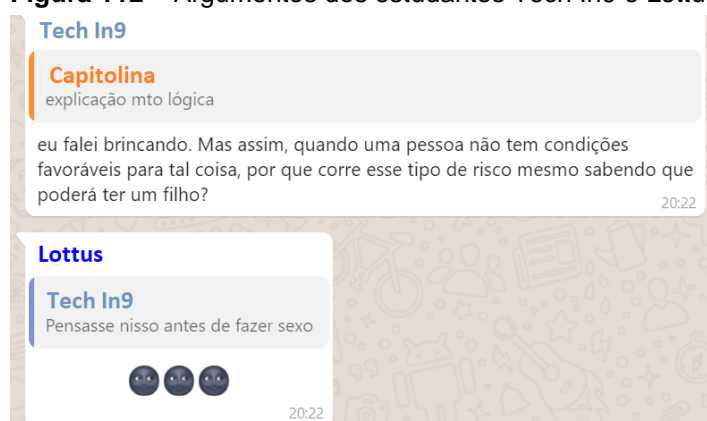 Figura 112 – Argumentos dos estudantes Tech In9 e Lottu
Tech In9
Capitolina
explicação mto lógica
eu falei brincando. Mas assim, quando uma pessoa não tem condições
favoráveis para tal coisa, por que corre esse tipo de risco mesmo sabendo que
poderá ter um filho?
20:22
Lottus
Tech In9
Pensasse nisso antes de fazer sexo
🌚🌚🌚
20:22